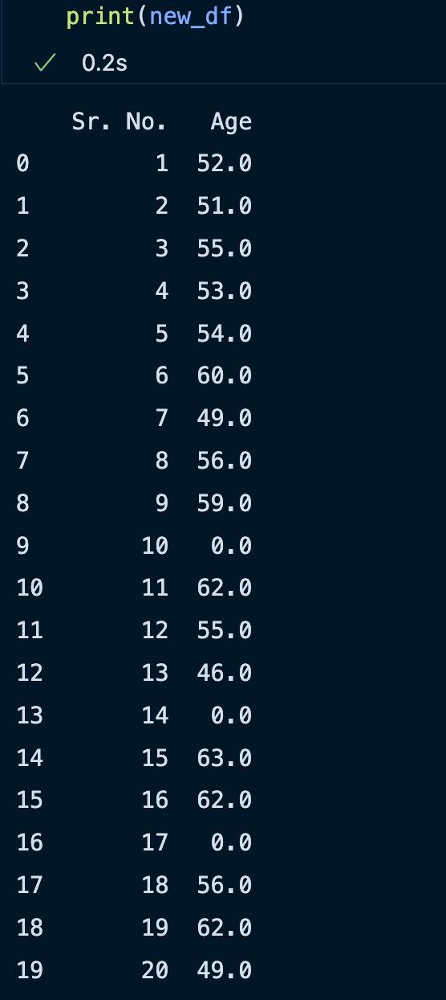 print(new_df)
✓ 0.2s
Sr. No. Age
0 1 52.0
1 2 51.0
2 3 55.0
3 4 53.0
4 5 54.0
5 6 60.0
6 7 49.0
7 8 56.0
8 9 59.0
9 10 0.0
10 11 62.0
11 12 55.0
12 13 46.0
13 14 0.0
14 15 63.0
15 16 62.0
16 17 0.0
17 18 56.0
18 19 62.0
19 20 49.0